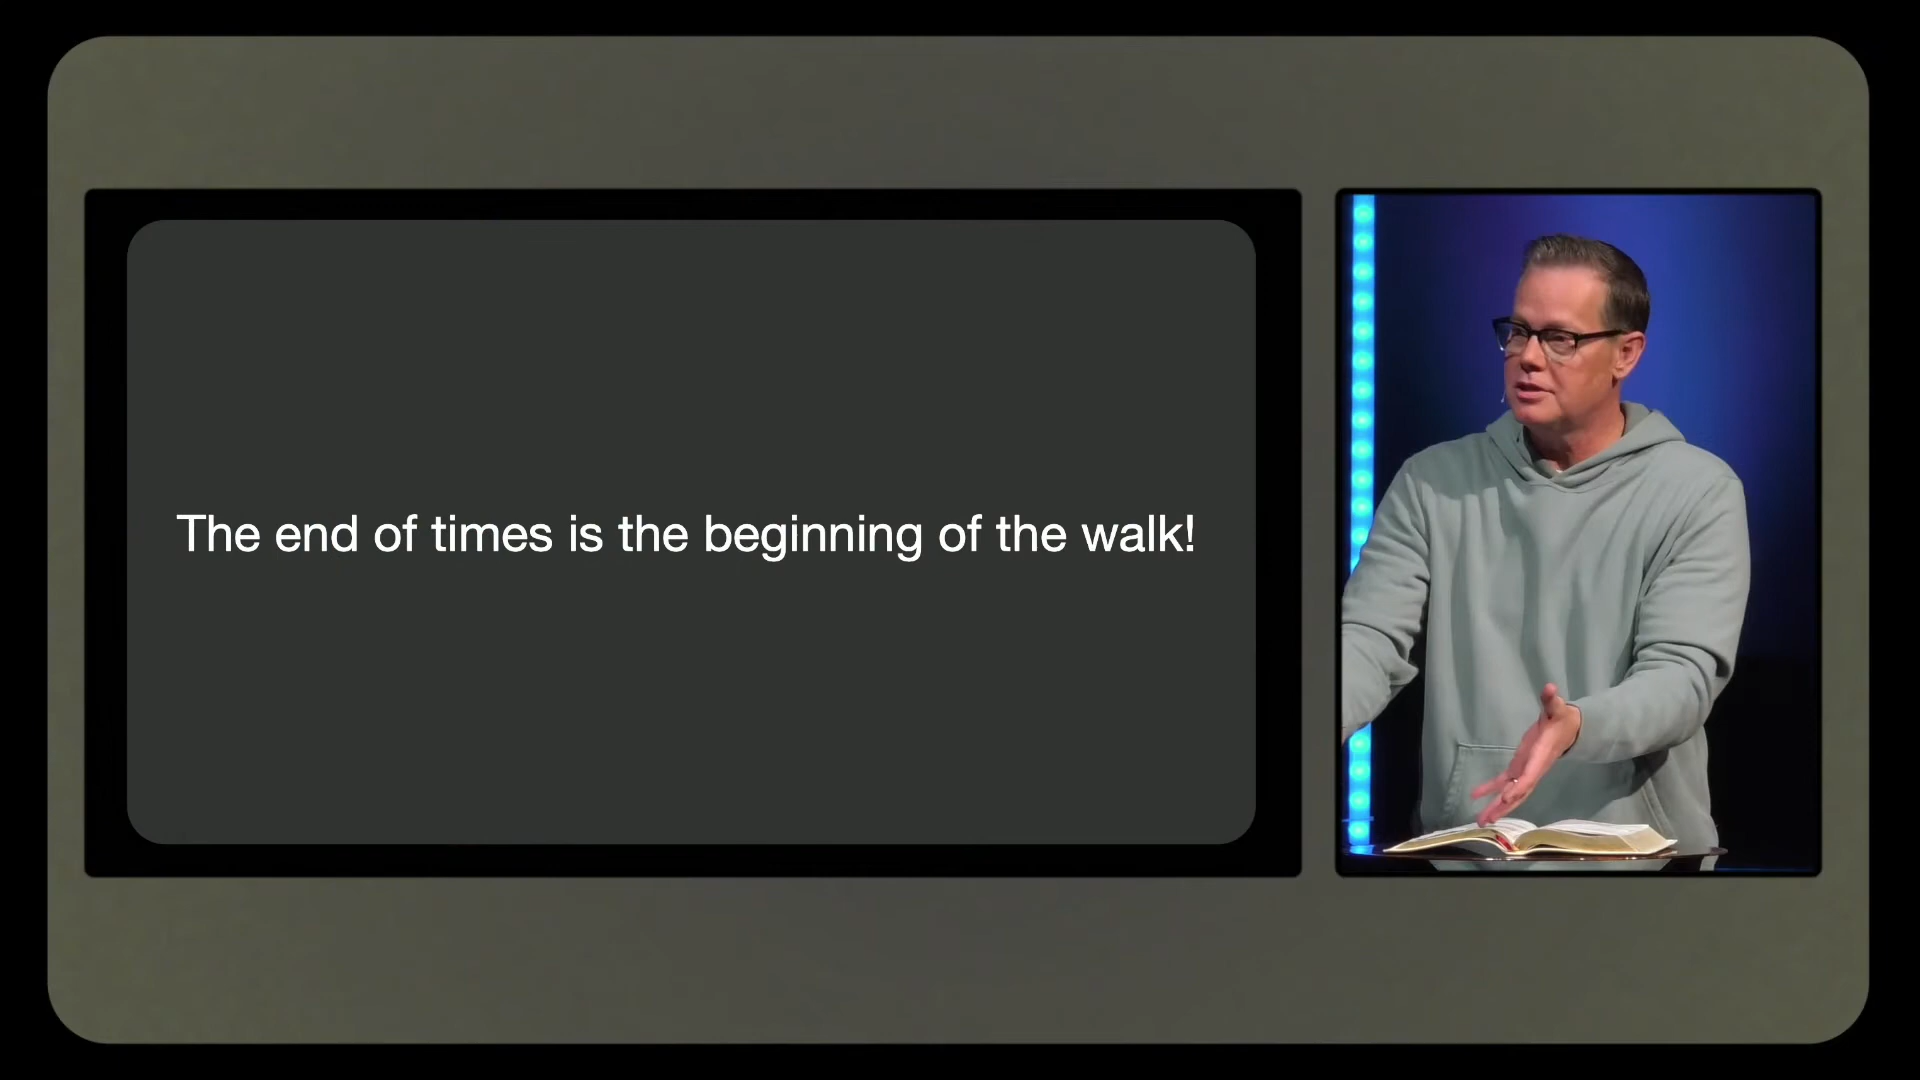 The end of times is the beginning of the walk!